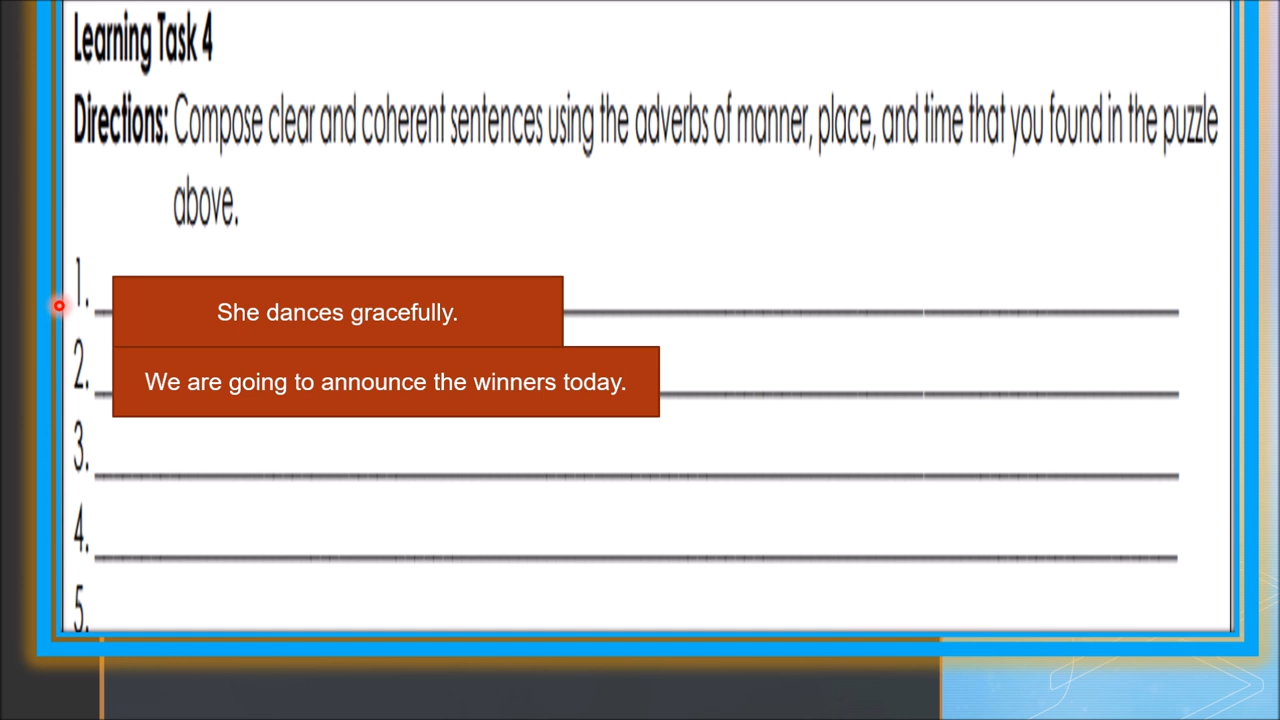 Learning Task 4
Directions: Compose clear and coherent sentences using the adverbs of manner, place, and time that you found in the puzzle
above.
1. She dances gracefully.
2. We are going to announce the winners today.
3.
4.
5.